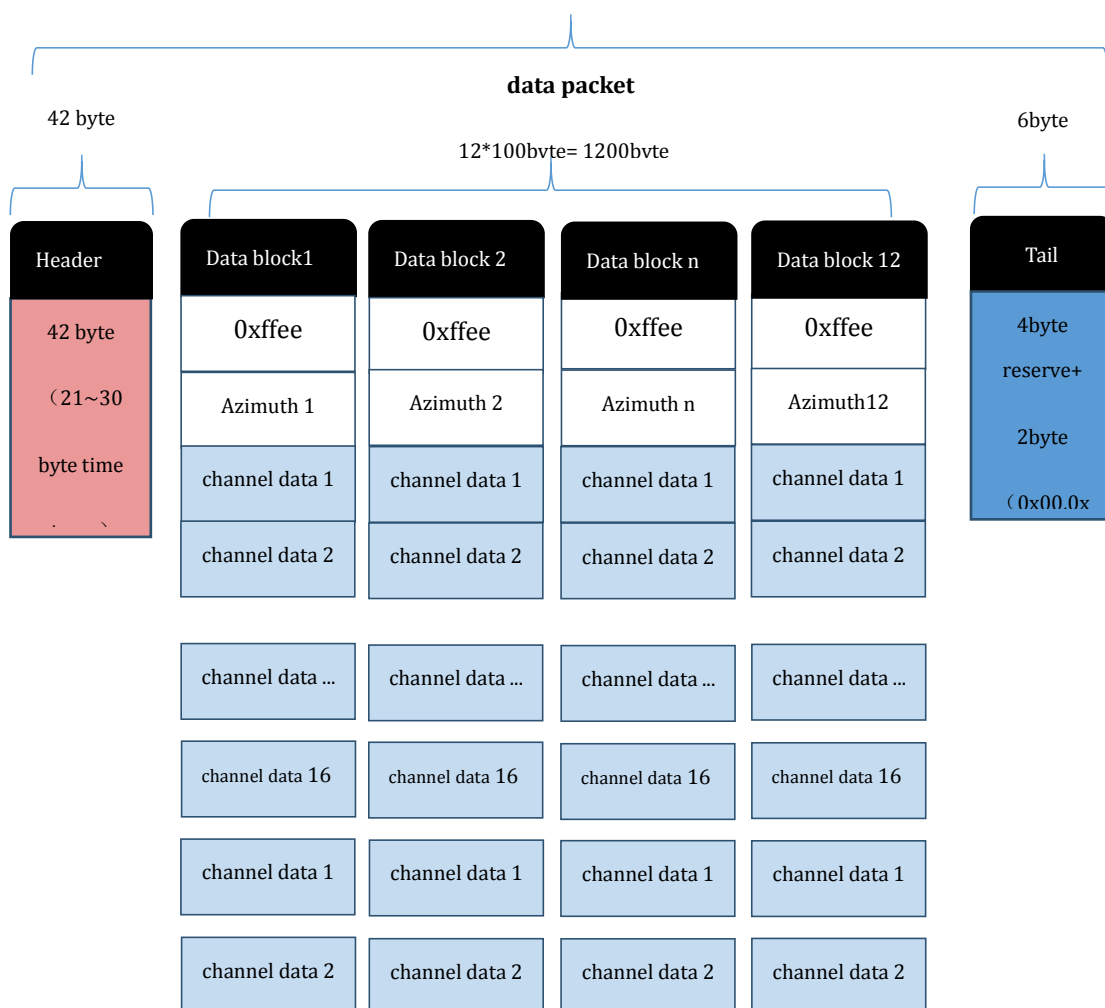 data packet
42 byte
6byte
12*100byte= 1200byte
Header
Data block1
Data block 2
Data block n
Data block 12
Tail
42 byte
（21~30
byte time
0xffee
0xffee
0xffee
0xffee
4byte
reserve+
2byte
（0x00,0x
Azimuth 1
Azimuth 2
Azimuth n
Azimuth12
channel data 1
channel data 1
channel data 1
channel data 1
channel data 2
channel data 2
channel data 2
channel data 2
channel data ...
channel data ...
channel data ...
channel data ...
channel data 16
channel data 16
channel data 16
channel data 16
channel data 1
channel data 1
channel data 1
channel data 1
channel data 2
channel data 2
channel data 2
channel data 2